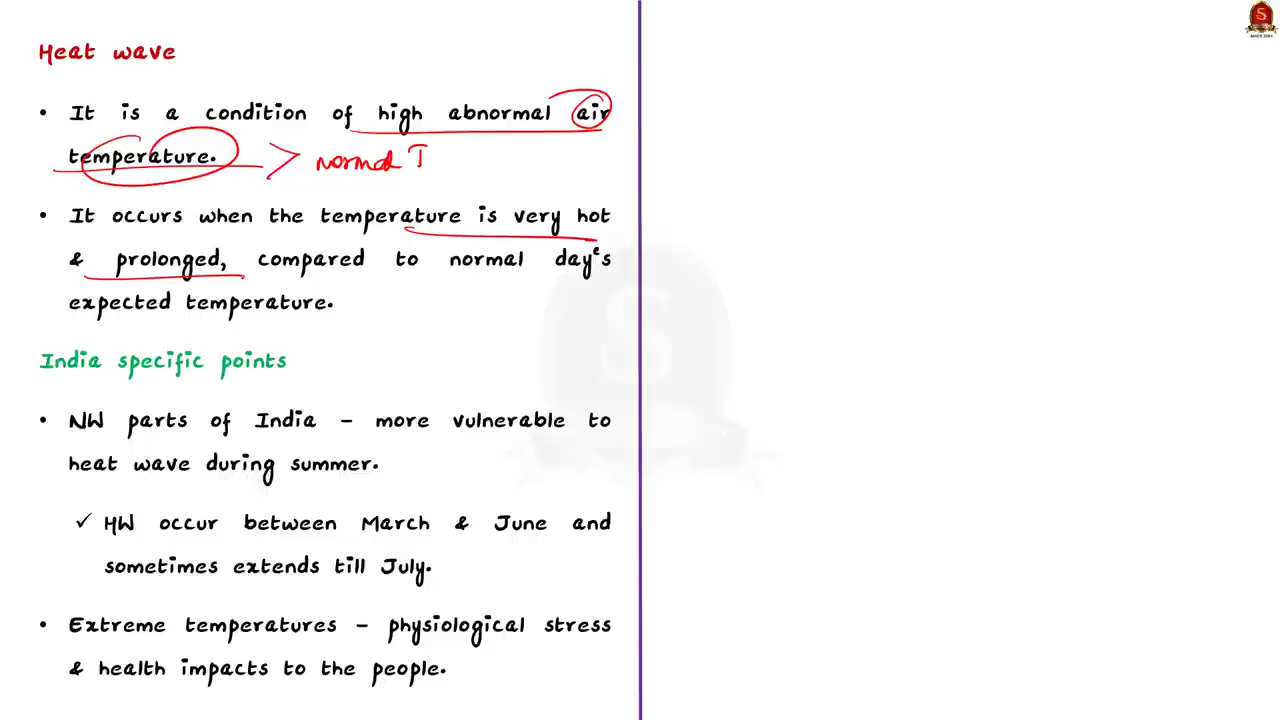 Heat wave
• It is a condition of high abnormal air
temperature. > normal T
• It occurs when the temperature is very hot
& prolonged, compared to normal day's
expected temperature.
India specific points
• NW parts of India – more vulnerable to
heat wave during summer.
✓ HW occur between March & June and
sometimes extends till July.
• Extreme temperatures – physiological stress
& health impacts to the people.